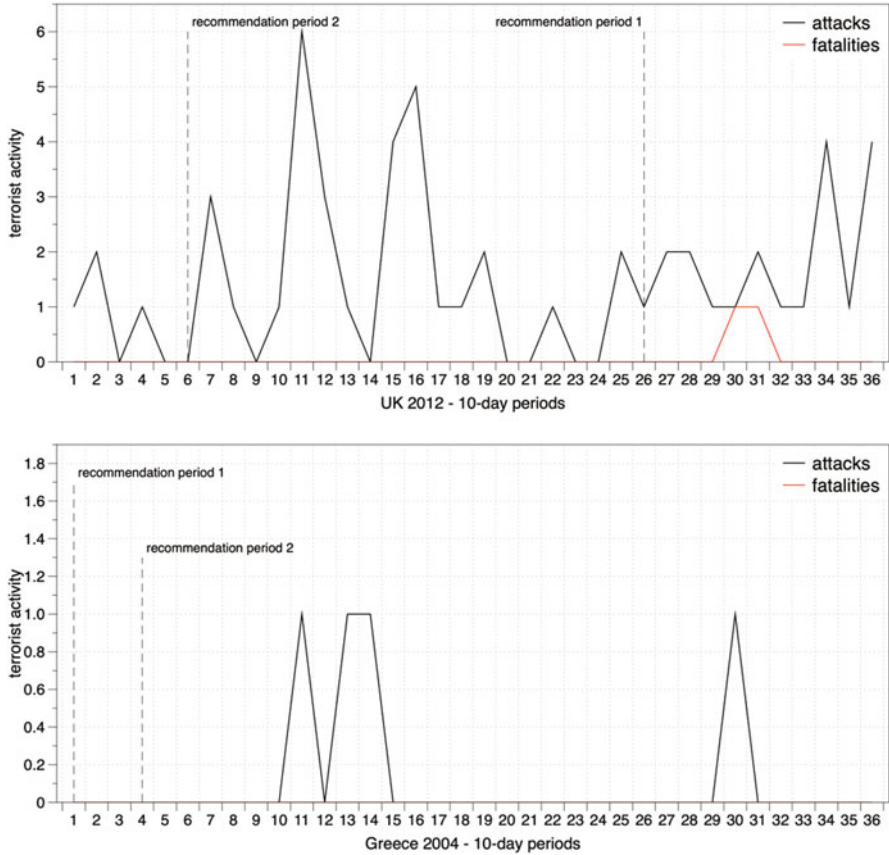 recommendation period 2 recommendation period 1 attacks
fatalities
6
5
4
3
2
1
0
terrorist activity
1 2 3 4 5 6 7 8 9 10 11 12 13 14 15 16 17 18 19 20 21 22 23 24 25 26 27 28 29 30 31 32 33 34 35 36
UK 2012 - 10-day periods
recommendation period 1 attacks
fatalities
recommendation period 2
1.8
1.6
1.4
1.2
1.0
0.8
0.6
0.4
0.2
0
terrorist activity
1 2 3 4 5 6 7 8 9 10 11 12 13 14 15 16 17 18 19 20 21 22 23 24 25 26 27 28 29 30 31 32 33 34 35 36
Greece 2004 - 10-day periods